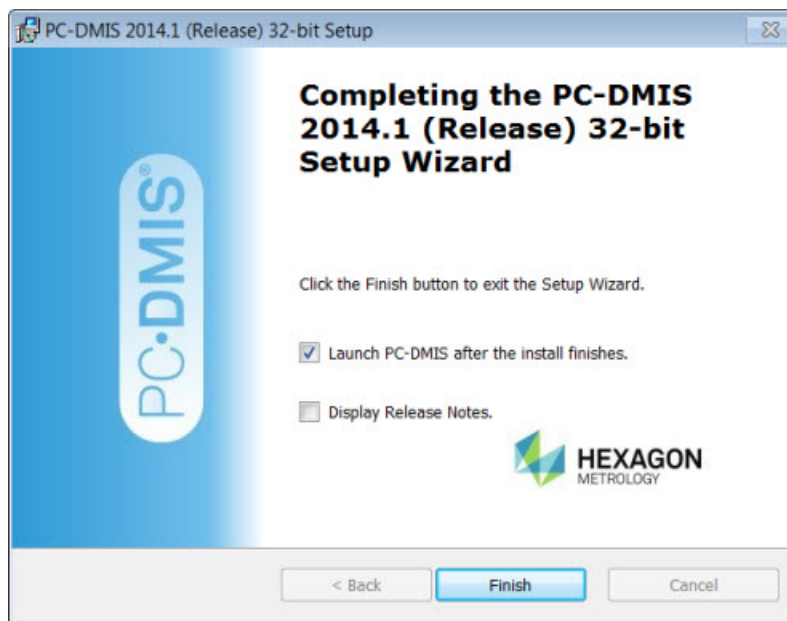 PC-DMIS 2014.1 (Release) 32-bit Setup
PC•DMIS®
Completing the PC-DMIS
2014.1 (Release) 32-bit
Setup Wizard
Click the Finish button to exit the Setup Wizard.
Launch PC-DMIS after the install finishes.
Display Release Notes.
HEXAGON
METROLOGY
< Back
Finish
Cancel